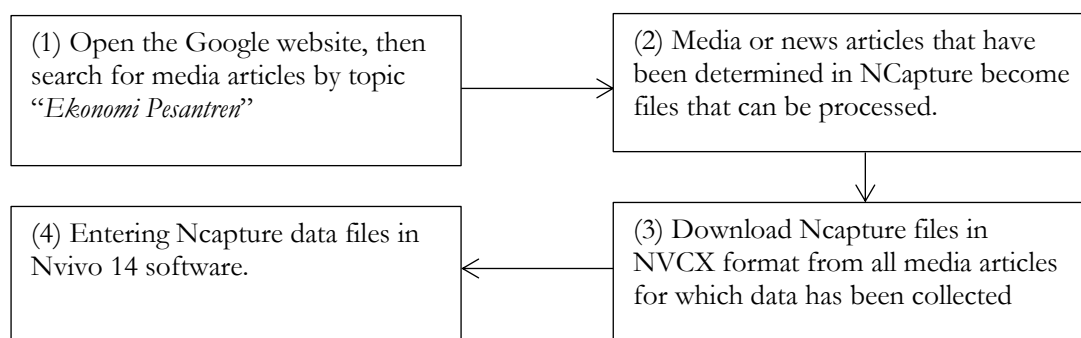 (1) Open the Google website, then
search for media articles by topic
“Ekonomi Pesantren”
(2) Media or news articles that have
been determined in NCapture become
files that can be processed.
(3) Download Ncapture files in
NVCX format from all media articles
for which data has been collected
(4) Entering Ncapture data files in
Nvivo 14 software.